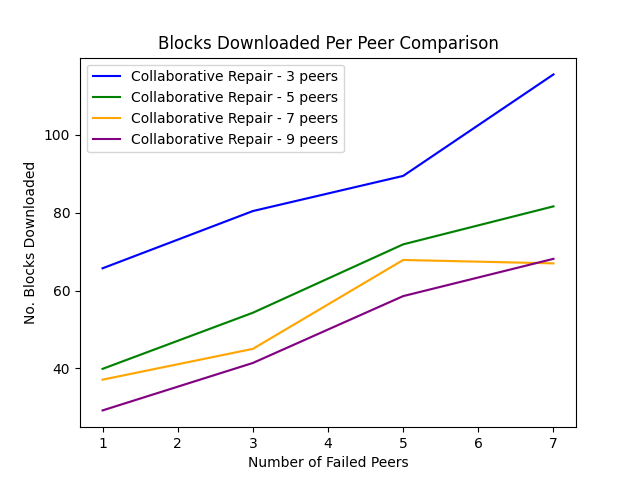 Blocks Downloaded Per Peer Comparison
Collaborative Repair - 3 peers
Collaborative Repair - 5 peers
Collaborative Repair - 7 peers
Collaborative Repair - 9 peers
No. Blocks Downloaded
100
80
60
40
1 2 3 4 5 6 7
Number of Failed Peers